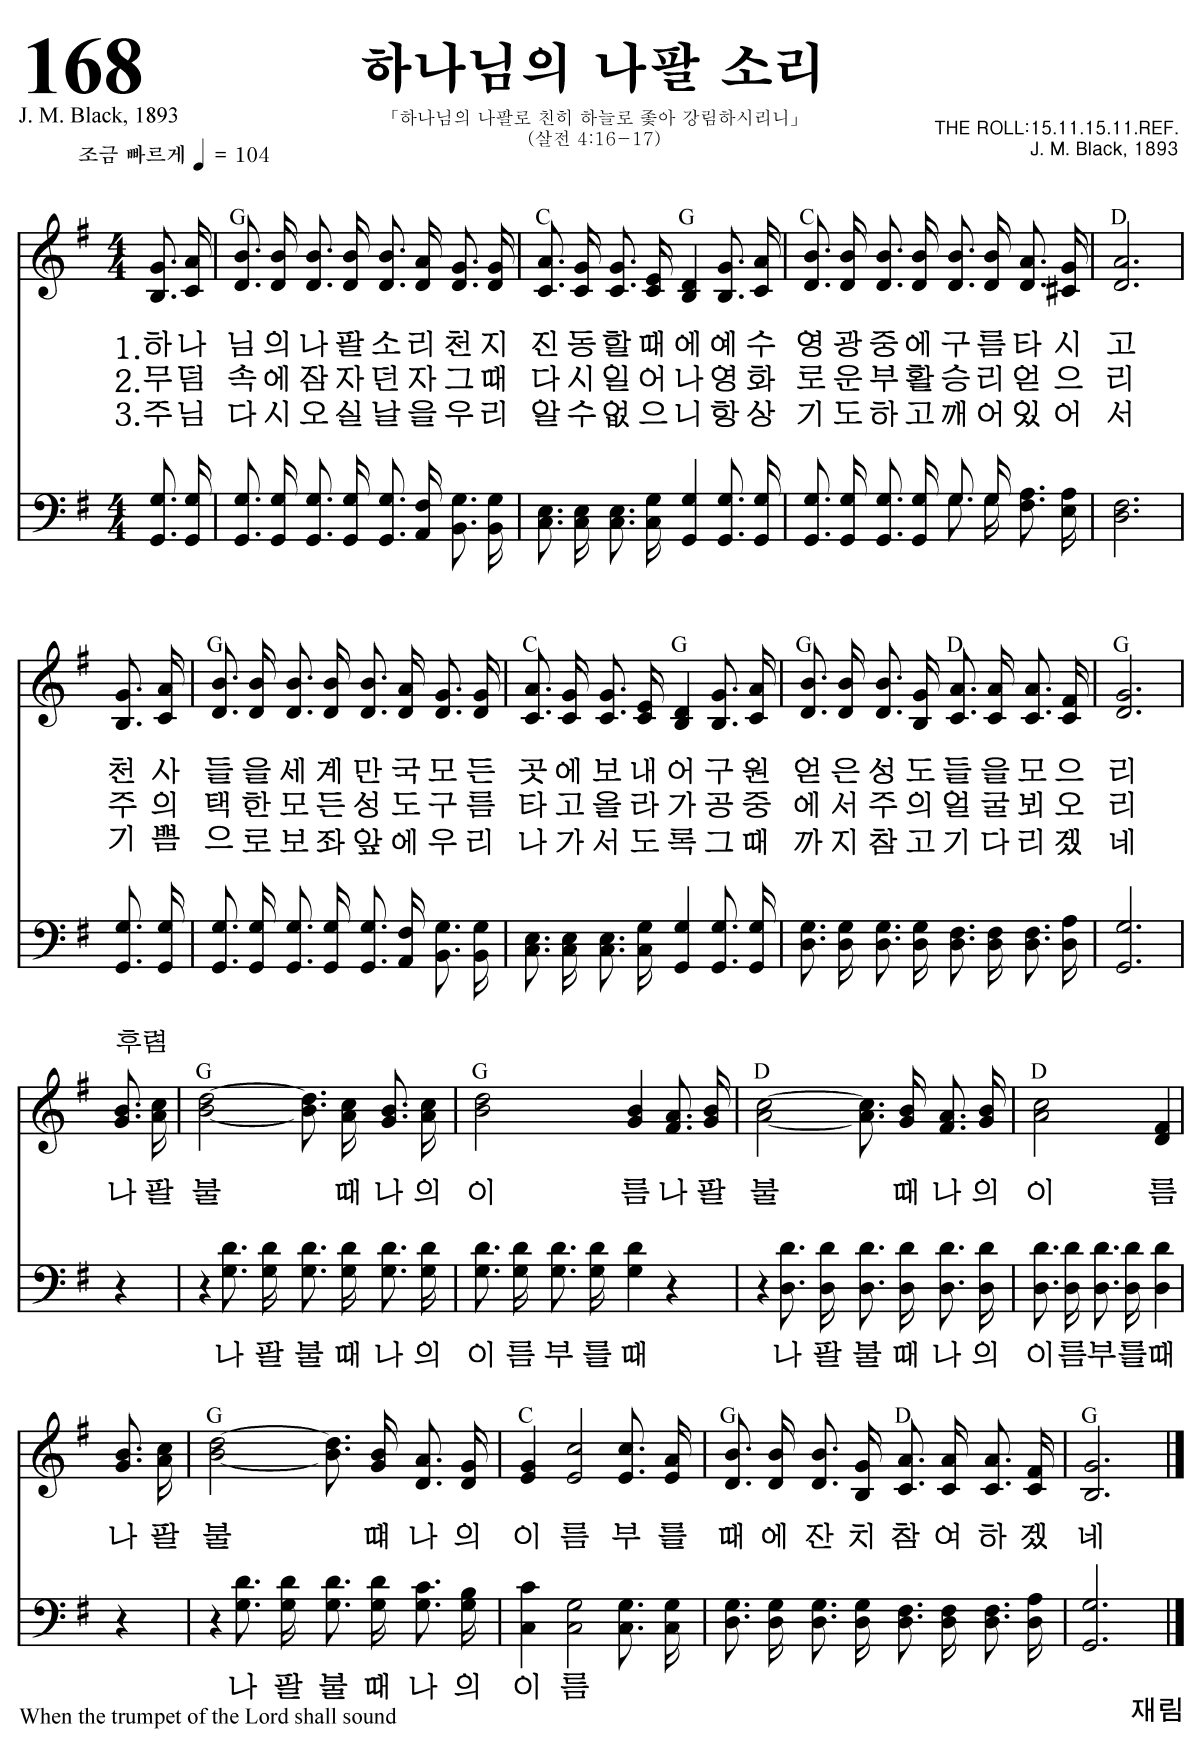 168
하나님의 나팔 소리
J. M. Black, 1893
「하나님의 나팔로 친히 하늘로 좇아 강림하시리니」
(살전 4:16-17)
THE ROLL:15.11.15.11.REF.
J. M. Black, 1893
조금 빠르게 ♩ = 104
G C G C D
1.하나 님의나팔소리천지 진동할때에예수 영광중에구름타시 고
2.무덤 속에잠자던자그때 다시일어나영화 로운부활승리얻으 리
3.주님 다시오실날을우리 알수없으니항상 기도하고깨어있어 서
G C G G D G
천사 들을세계만국모든 곳에보내어구원 얻은성도들을모으 리
주의 택한모든성도구름 타고올라가공중 에서주의얼굴뵈오 리
기쁨 으로보좌앞에우리 나가서도록그때 까지참고기다리겠 네
후렴
G G D D
나팔 불 때나의 이 름나팔 불 때나의 이 름
나팔불때나의 이름부를때 나팔불때나의 이름부를때
G C G D G
나팔 불 떄나의 이름부를 때에잔치참여하겠 네
나팔불때나의 이름
When the trumpet of the Lord shall sound
재림